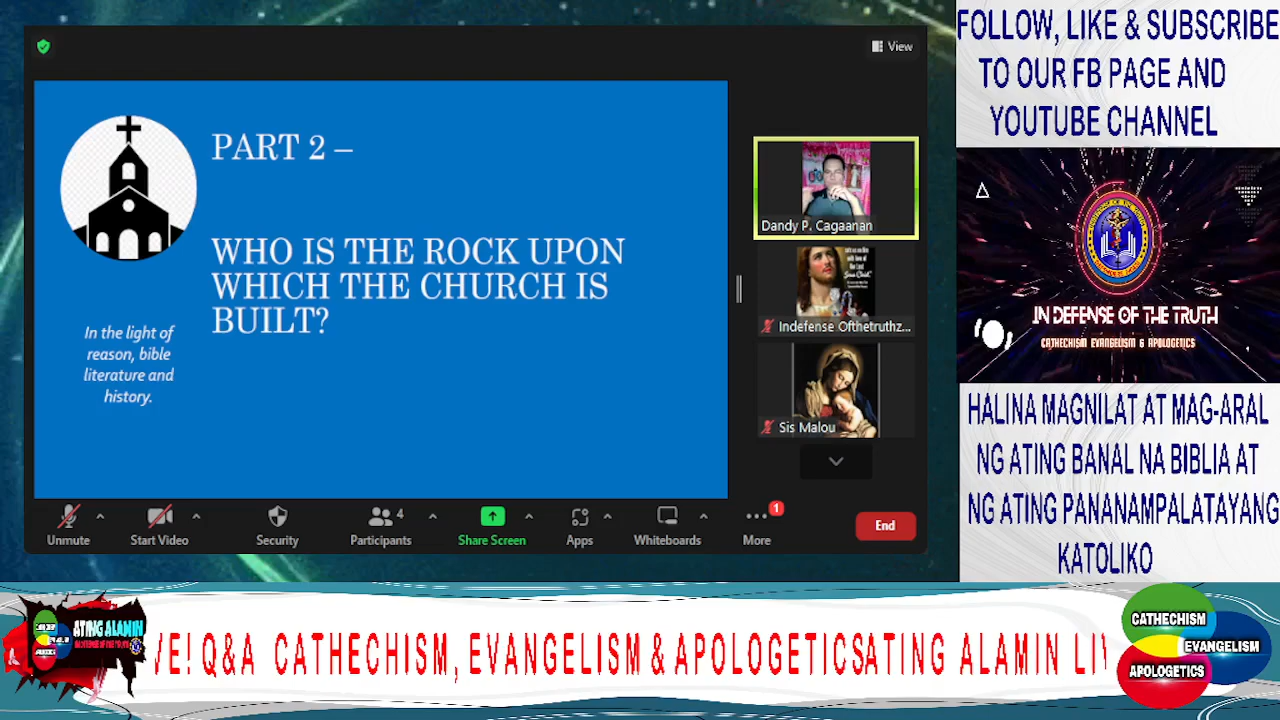 View
PART 2 –
WHO IS THE ROCK UPON
WHICH THE CHURCH IS
BUILT?
In the light of
reason, bible
literature and
history.
Dandy P. Cagaanan
Indefense Ofthetruthz...
Sis Malou
Unmute
Start Video
Security
4
Participants
Share Screen
Apps
Whiteboards
1
More
End
FOLLOW, LIKE & SUBSCRIBE
TO OUR FB PAGE AND
YOUTUBE CHANNEL
IN DEFENSE OF THE TRUTH
CATHECHISM EVANGELISM & APOLOGETICS
HALINA MAGNILAT AT MAG-ARAL
NG ATING BANAL NA BIBLIA AT
NG ATING PANANAMPALATAYANG
KATOLIKO
ATING ALAMIN
VE! Q&A CATHECHISM, EVANGELISM & APOLOGETICSATING ALAMIN LIV
CATHECHISM
EVANGELISM
APOLOGETICS